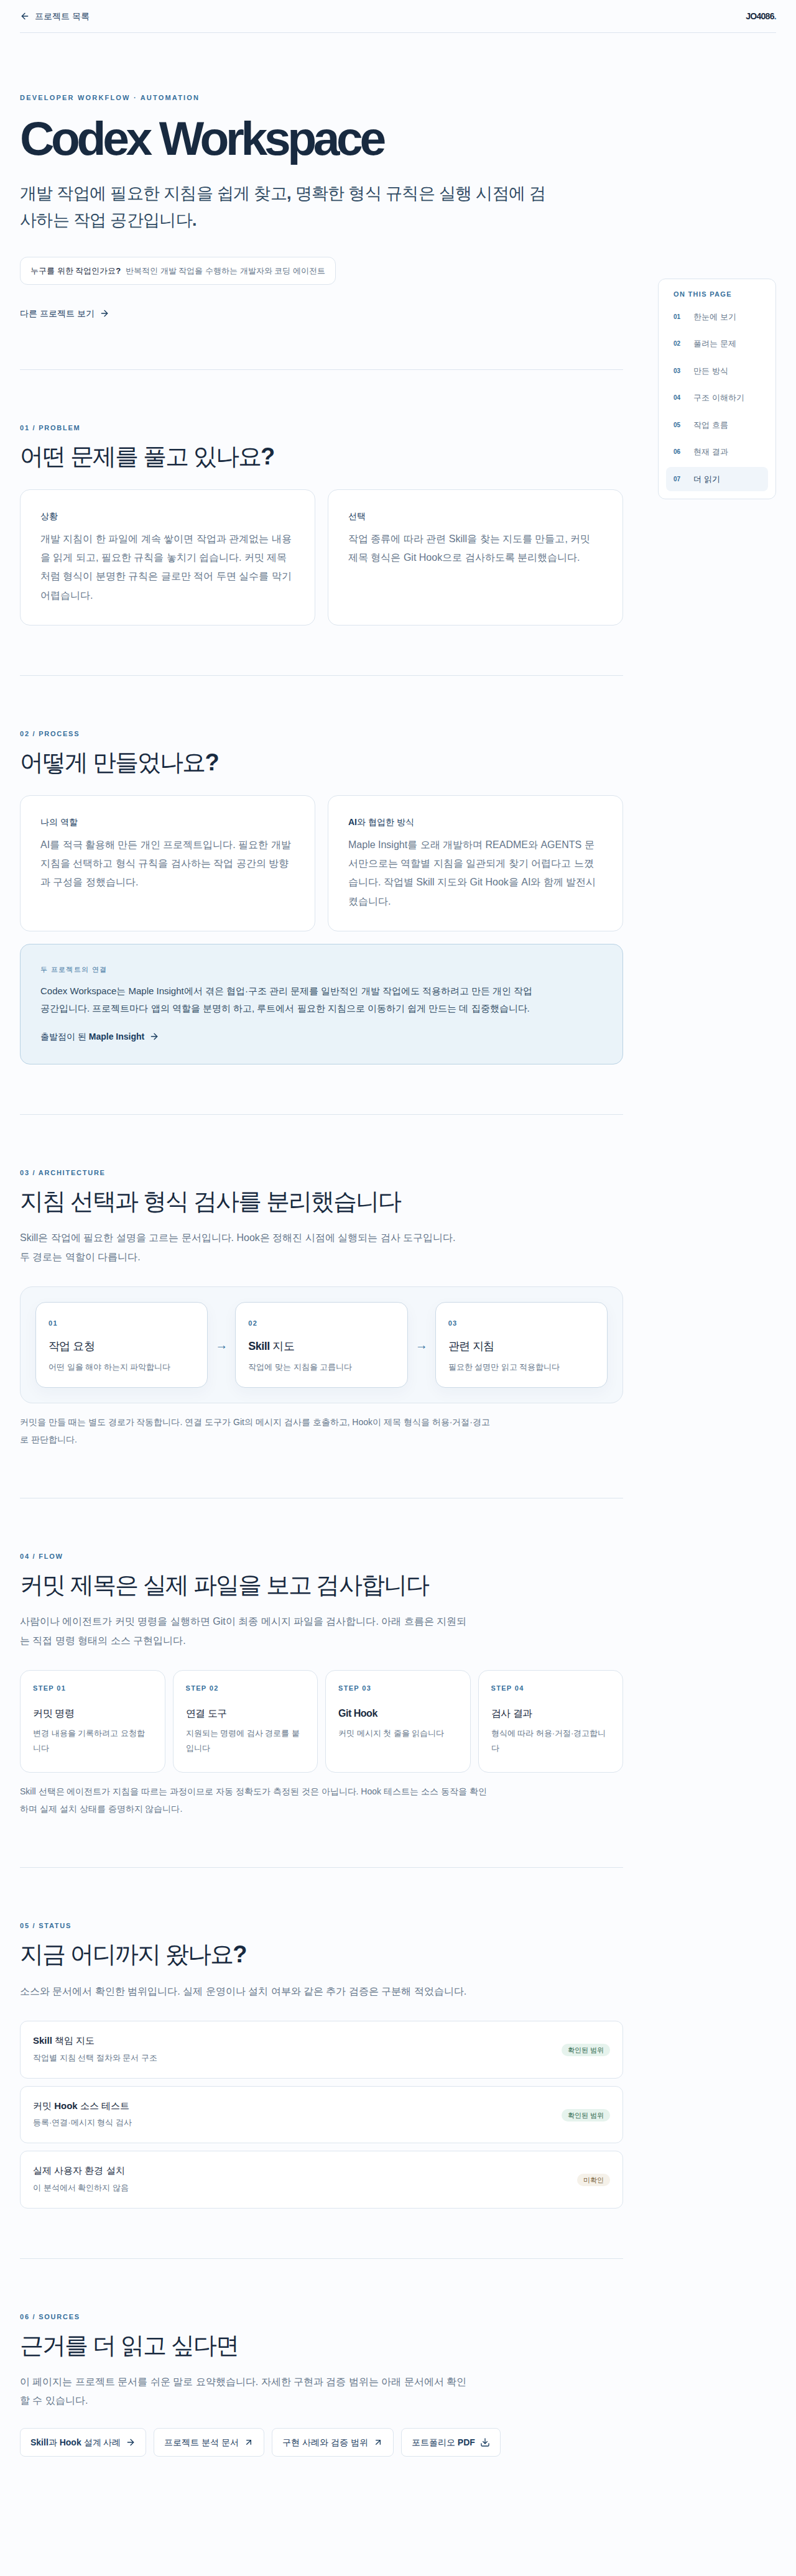 ← 프로젝트 목록
JO4086.
DEVELOPER WORKFLOW · AUTOMATION
Codex Workspace
개발 작업에 필요한 지침을 쉽게 찾고, 명확한 형식 규칙은 실행 시점에 검
사하는 작업 공간입니다.
누구를 위한 작업인가요? 반복적인 개발 작업을 수행하는 개발자와 코딩 에이전트
다른 프로젝트 보기 →
ON THIS PAGE
01 한눈에 보기
02 풀려는 문제
03 만든 방식
04 구조 이해하기
05 작업 흐름
06 현재 결과
07 더 읽기
01 / PROBLEM
어떤 문제를 풀고 있나요?
상황
개발 지침이 한 파일에 계속 쌓이면 작업과 관계없는 내용
을 읽게 되고, 필요한 규칙을 놓치기 쉽습니다. 커밋 제목
처럼 형식이 분명한 규칙은 글로만 적어 두면 실수를 막기
어렵습니다.
선택
작업 종류에 따라 관련 Skill을 찾는 지도를 만들고, 커밋
제목 형식은 Git Hook으로 검사하도록 분리했습니다.
02 / PROCESS
어떻게 만들었나요?
나의 역할
AI를 적극 활용해 만든 개인 프로젝트입니다. 필요한 개발
지침을 선택하고 형식 규칙을 검사하는 작업 공간의 방향
과 구성을 정했습니다.
AI와 협업한 방식
Maple Insight를 오래 개발하며 README와 AGENTS 문
서만으로는 역할별 지침을 일관되게 찾기 어렵다고 느꼈
습니다. 작업별 Skill 지도와 Git Hook을 AI와 함께 발전시
켰습니다.
두 프로젝트의 연결
Codex Workspace는 Maple Insight에서 겪은 협업·구조 관리 문제를 일반적인 개발 작업에도 적용하려고 만든 개인 작업
공간입니다. 프로젝트마다 앱의 역할을 분명히 하고, 루트에서 필요한 지침으로 이동하기 쉽게 만드는 데 집중했습니다.
출발점이 된 Maple Insight →
03 / ARCHITECTURE
지침 선택과 형식 검사를 분리했습니다
Skill은 작업에 필요한 설명을 고르는 문서입니다. Hook은 정해진 시점에 실행되는 검사 도구입니다.
두 경로는 역할이 다릅니다.
01
작업 요청
어떤 일을 해야 하는지 파악합니다
→
02
Skill 지도
작업에 맞는 지침을 고릅니다
→
03
관련 지침
필요한 설명만 읽고 적용합니다
커밋을 만들 때는 별도 경로가 작동합니다. 연결 도구가 Git의 메시지 검사를 호출하고, Hook이 제목 형식을 허용·거절·경고
로 판단합니다.
04 / FLOW
커밋 제목은 실제 파일을 보고 검사합니다
사람이나 에이전트가 커밋 명령을 실행하면 Git이 최종 메시지 파일을 검사합니다. 아래 흐름은 지원되
는 직접 명령 형태의 소스 구현입니다.
STEP 01
커밋 명령
변경 내용을 기록하려고 요청합
니다
STEP 02
연결 도구
지원되는 명령에 검사 경로를 붙
입니다
STEP 03
Git Hook
커밋 메시지 첫 줄을 읽습니다
STEP 04
검사 결과
형식에 따라 허용·거절·경고합니
다
Skill 선택은 에이전트가 지침을 따르는 과정이므로 자동 정확도가 측정된 것은 아닙니다. Hook 테스트는 소스 동작을 확인
하며 실제 설치 상태를 증명하지 않습니다.
05 / STATUS
지금 어디까지 왔나요?
소스와 문서에서 확인한 범위입니다. 실제 운영이나 설치 여부와 같은 추가 검증은 구분해 적었습니다.
Skill 책임 지도
작업별 지침 선택 절차와 문서 구조
확인된 범위
커밋 Hook 소스 테스트
등록·연결·메시지 형식 검사
확인된 범위
실제 사용자 환경 설치
이 분석에서 확인하지 않음
미확인
06 / SOURCES
근거를 더 읽고 싶다면
이 페이지는 프로젝트 문서를 쉬운 말로 요약했습니다. 자세한 구현과 검증 범위는 아래 문서에서 확인
할 수 있습니다.
Skill과 Hook 설계 사례 →
프로젝트 분석 문서
구현 사례와 검증 범위
포트폴리오 PDF